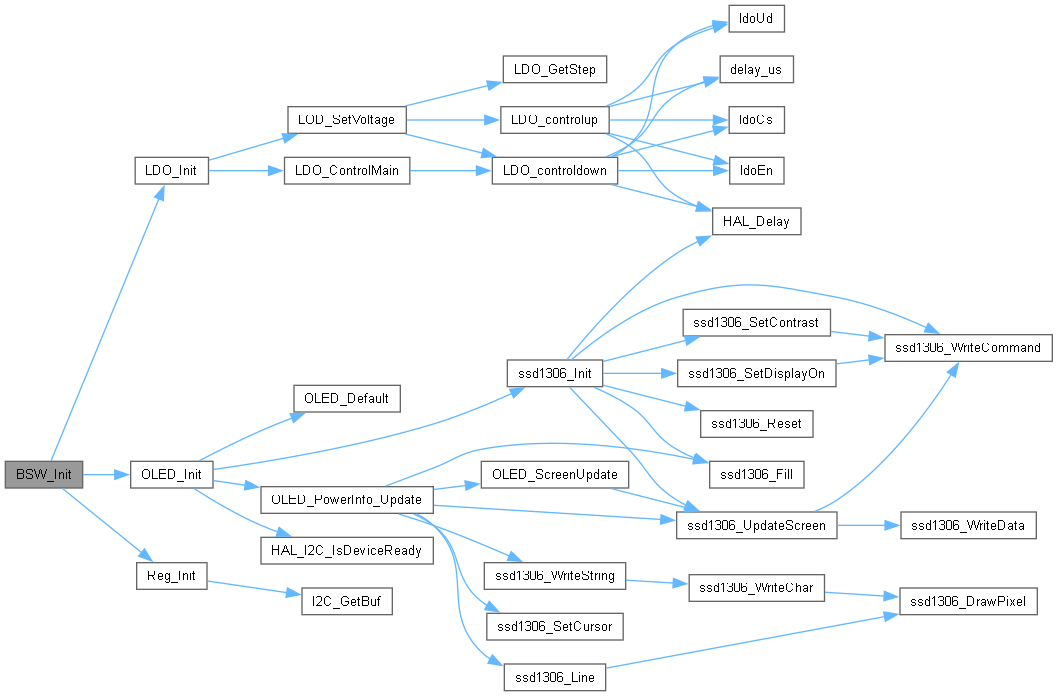 ldoUd
LDO_GetStep
delay_us
LOD_SetVoltage
LDO_controlup
ldoCs
LDO_Init
LDO_ControlMain
LDO_controldown
ldoEn
HAL_Delay
ssd1306_SetContrast
ssd1306_WriteCommand
ssd1306_Init
ssd1306_SetDisplayOn
OLED_Default
ssd1306_Reset
BSW_Init
OLED_Init
OLED_ScreenUpdate
ssd1306_Fill
OLED_PowerInfo_Update
ssd1306_UpdateScreen
ssd1306_WriteData
HAL_I2C_IsDeviceReady
Reg_Init
ssd1306_WriteString
ssd1306_WriteChar
I2C_GetBuf
ssd1306_DrawPixel
ssd1306_SetCursor
ssd1306_Line